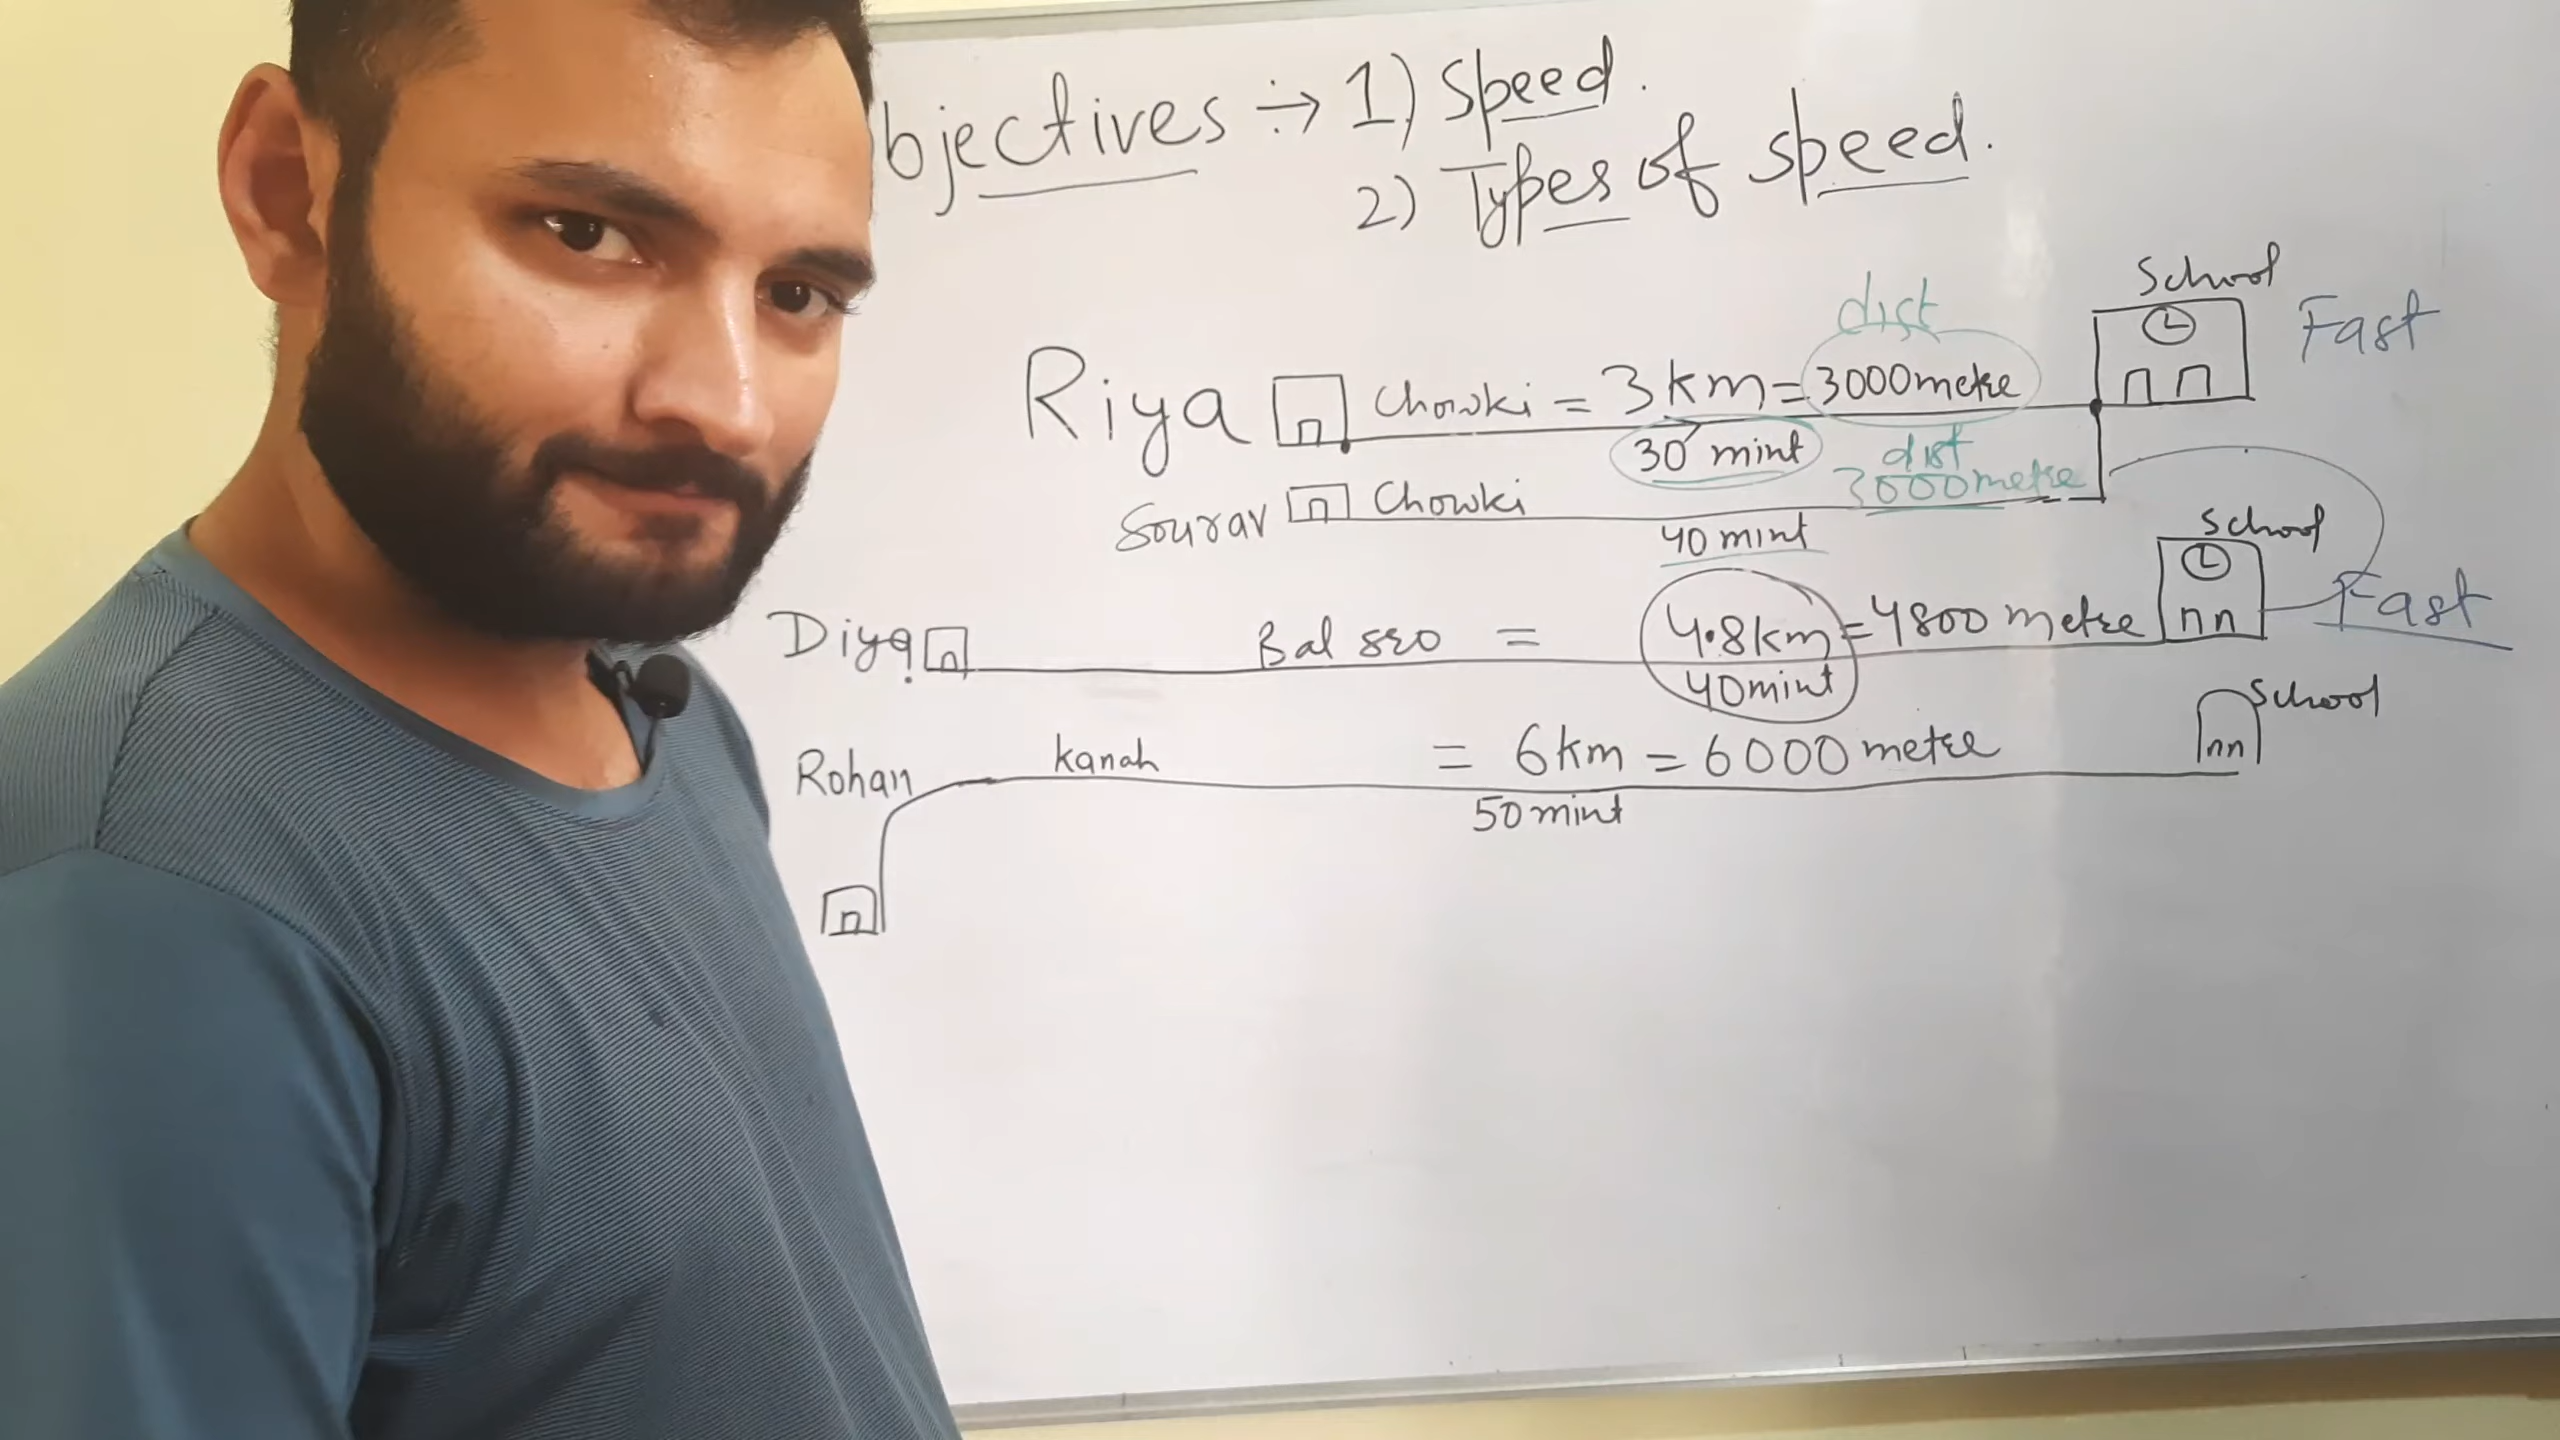 bjectives ÷→ 1) Speed.
2) Types of speed.
School
dist
Fast
Riya Chowki = 3km = 3000metre
30 mint dist
3000metre
Sourav Chowki
40 mint
School
Diya Bal sro = 4.8km = 4800 metre Fast
40mint
School
Rohan kanah = 6km = 6000 metre
50mint